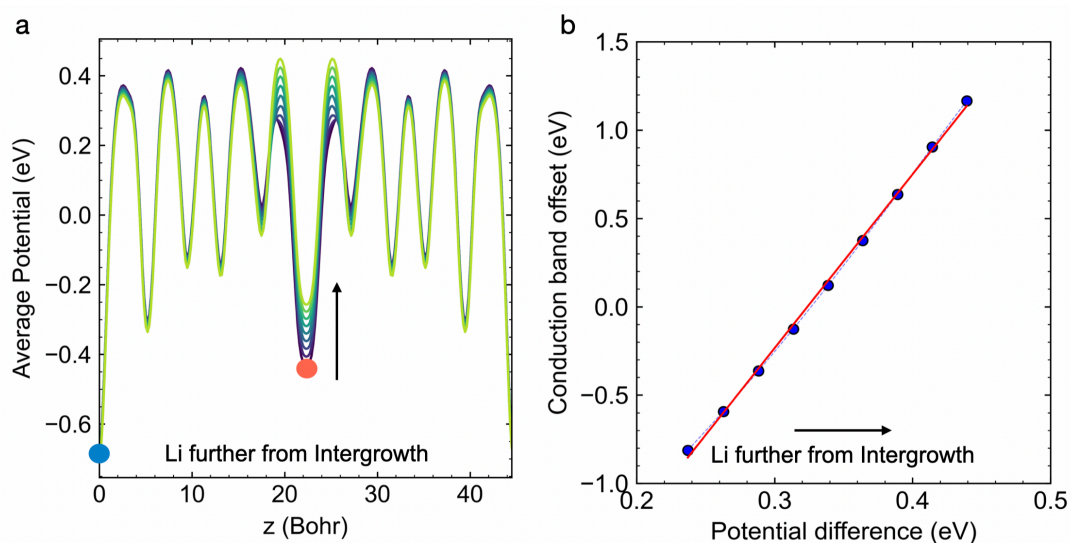 a
Average Potential (eV)
0.4
0.2
0.0
−0.2
−0.4
−0.6
Li further from Intergrowth
0 10 20 30 40
z (Bohr)
b
Conduction band offset (eV)
1.5
1.0
0.5
0.0
−0.5
−1.0
Li further from Intergrowth
0.2 0.3 0.4 0.5
Potential difference (eV)